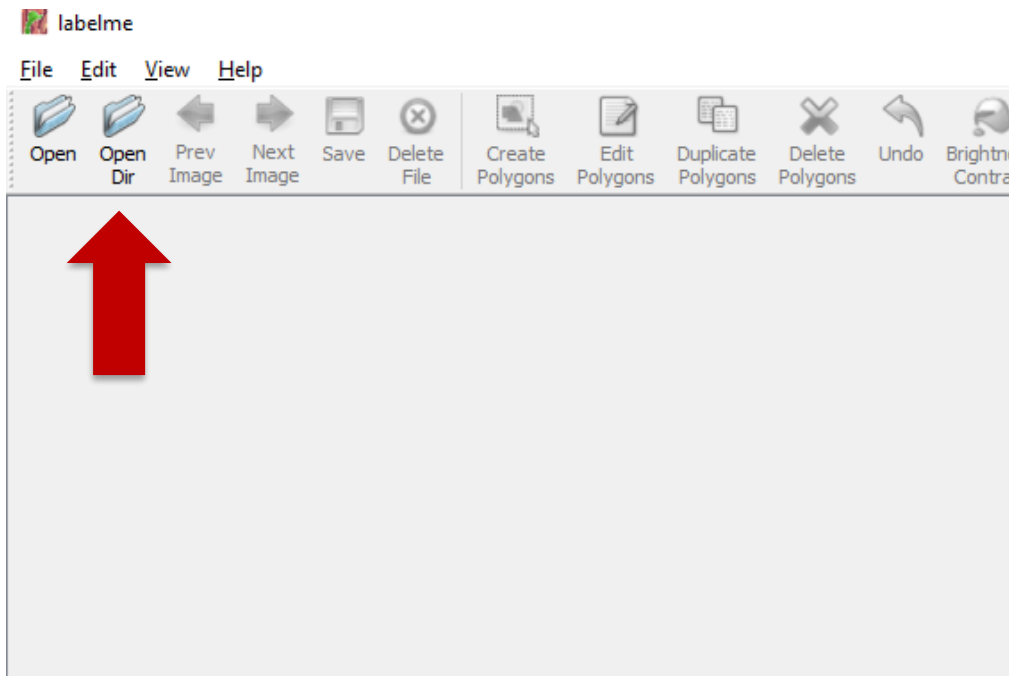 labelme
File Edit View Help
Open Open Prev Next Save Delete Create Edit Duplicate Delete Undo
Dir Image Image File Polygons Polygons Polygons Polygons